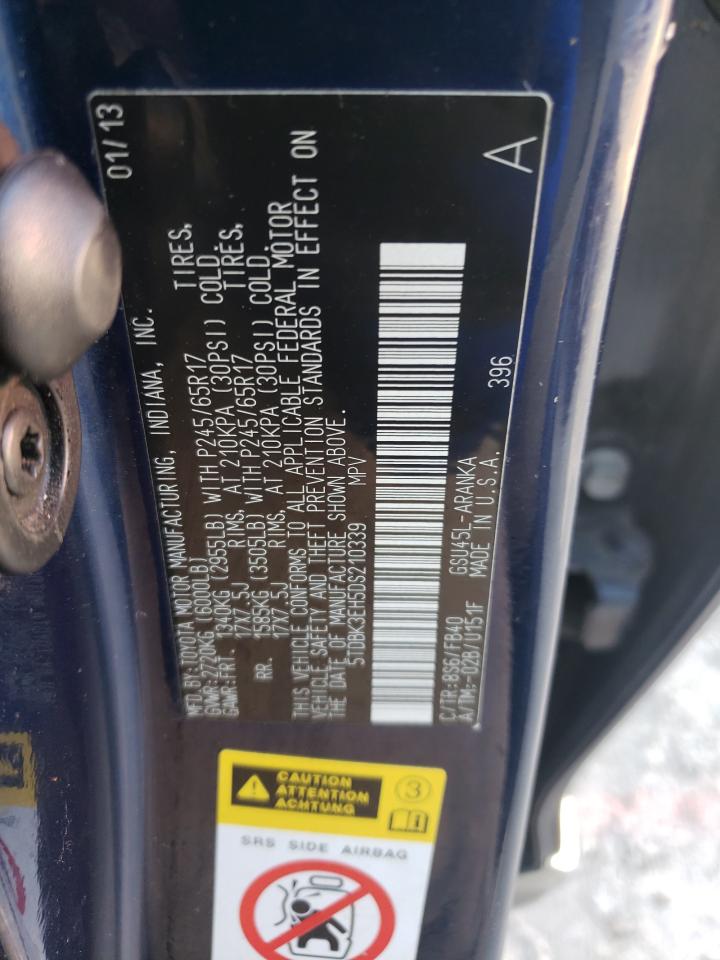 01/13
MFD.BY:TOYOTA MOTOR MANUFACTURING, INDIANA, INC.
GVWR:2720KG(6000LB)
GAWR:FRT. 1340KG (2955LB) WITH P245/65R17 TIRES,
17X7.5J RIMS, AT 210KPA (30PSI) COLD.
RR. 1585KG (3505LB) WITH P245/65R17 TIRES,
17X7.5J RIMS, AT 210KPA (30PSI) COLD.
THIS VEHICLE CONFORMS TO ALL APPLICABLE FEDERAL MOTOR
VEHICLE SAFETY AND THEFT PREVENTION STANDARDS IN EFFECT ON
THE DATE OF MANUFACTURE SHOWN ABOVE.
5TDBK3EH5DS210339 MPV
C/TR:8S6/FB40 GSU45L-ARANKA 396
A/TM:-02B/U151F MADE IN U.S.A.
A
CAUTION
ATTENTION
ACHTUNG
3
SRS SIDE AIRBAG